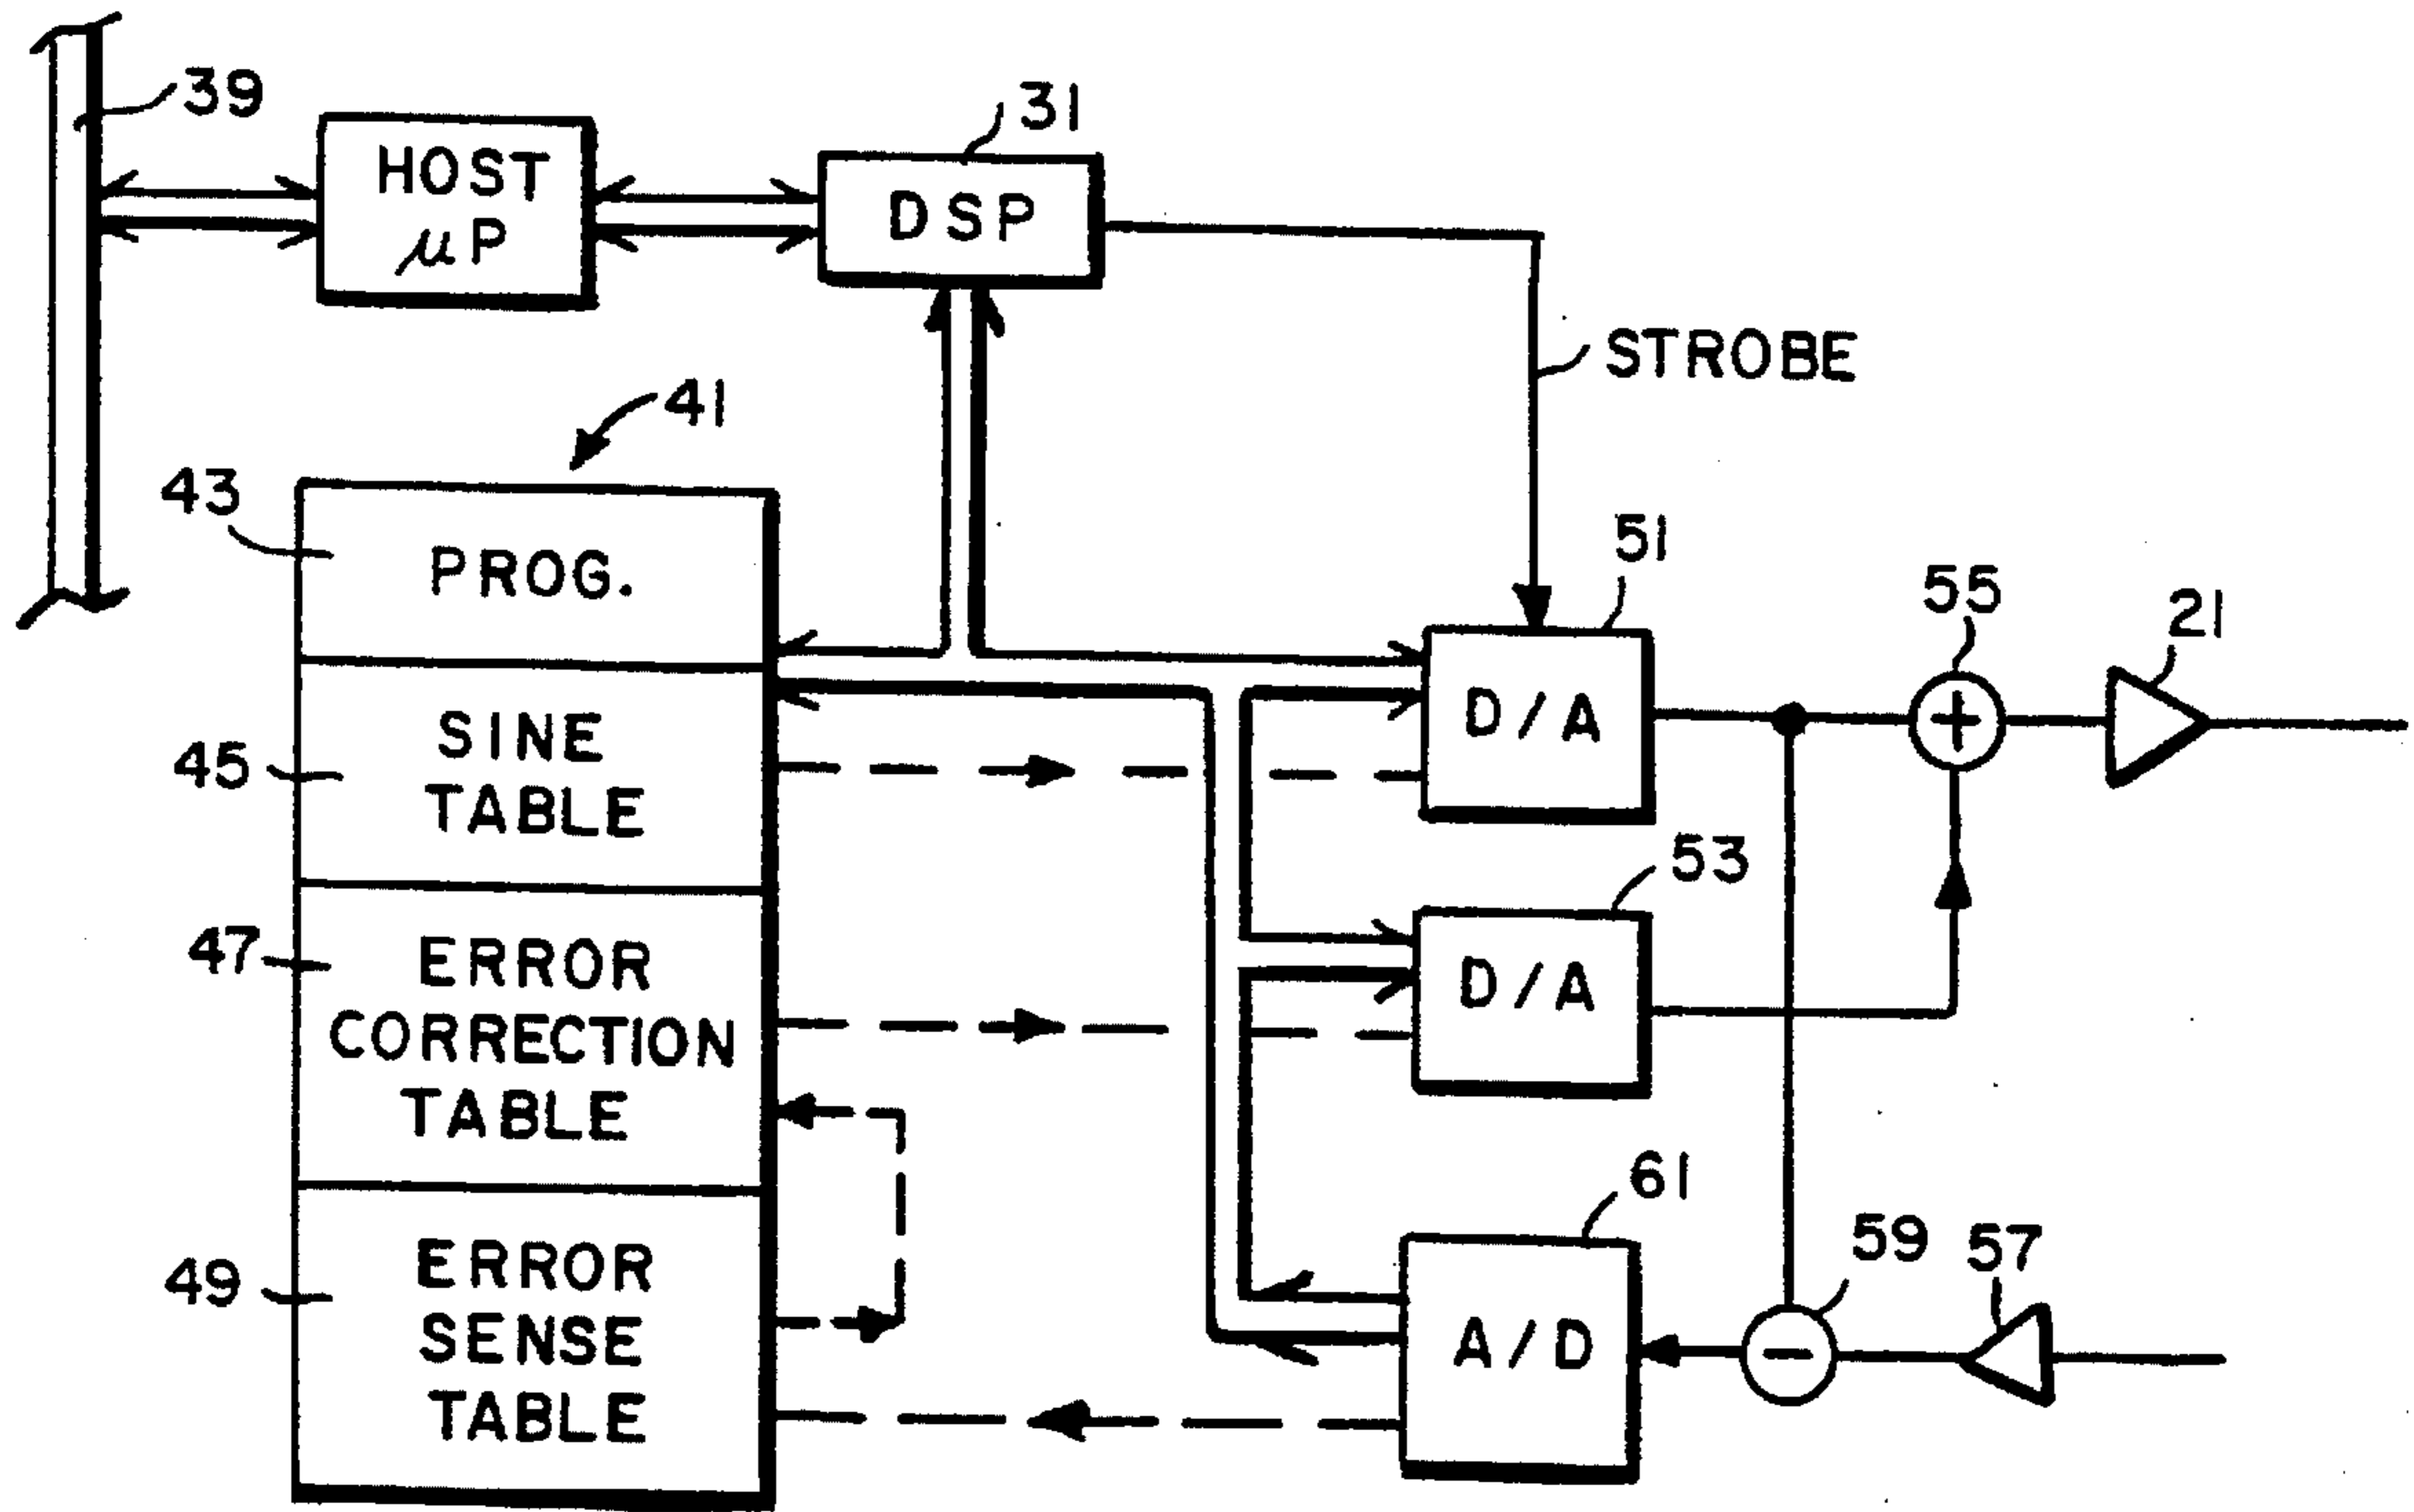 39
HOST
μP
31
DSP
STROBE
41
43
PROG.
45
SINE
TABLE
47
ERROR
CORRECTION
TABLE
49
ERROR
SENSE
TABLE
51
D/A
55
+
21
53
D/A
61
A/D
59
−
57